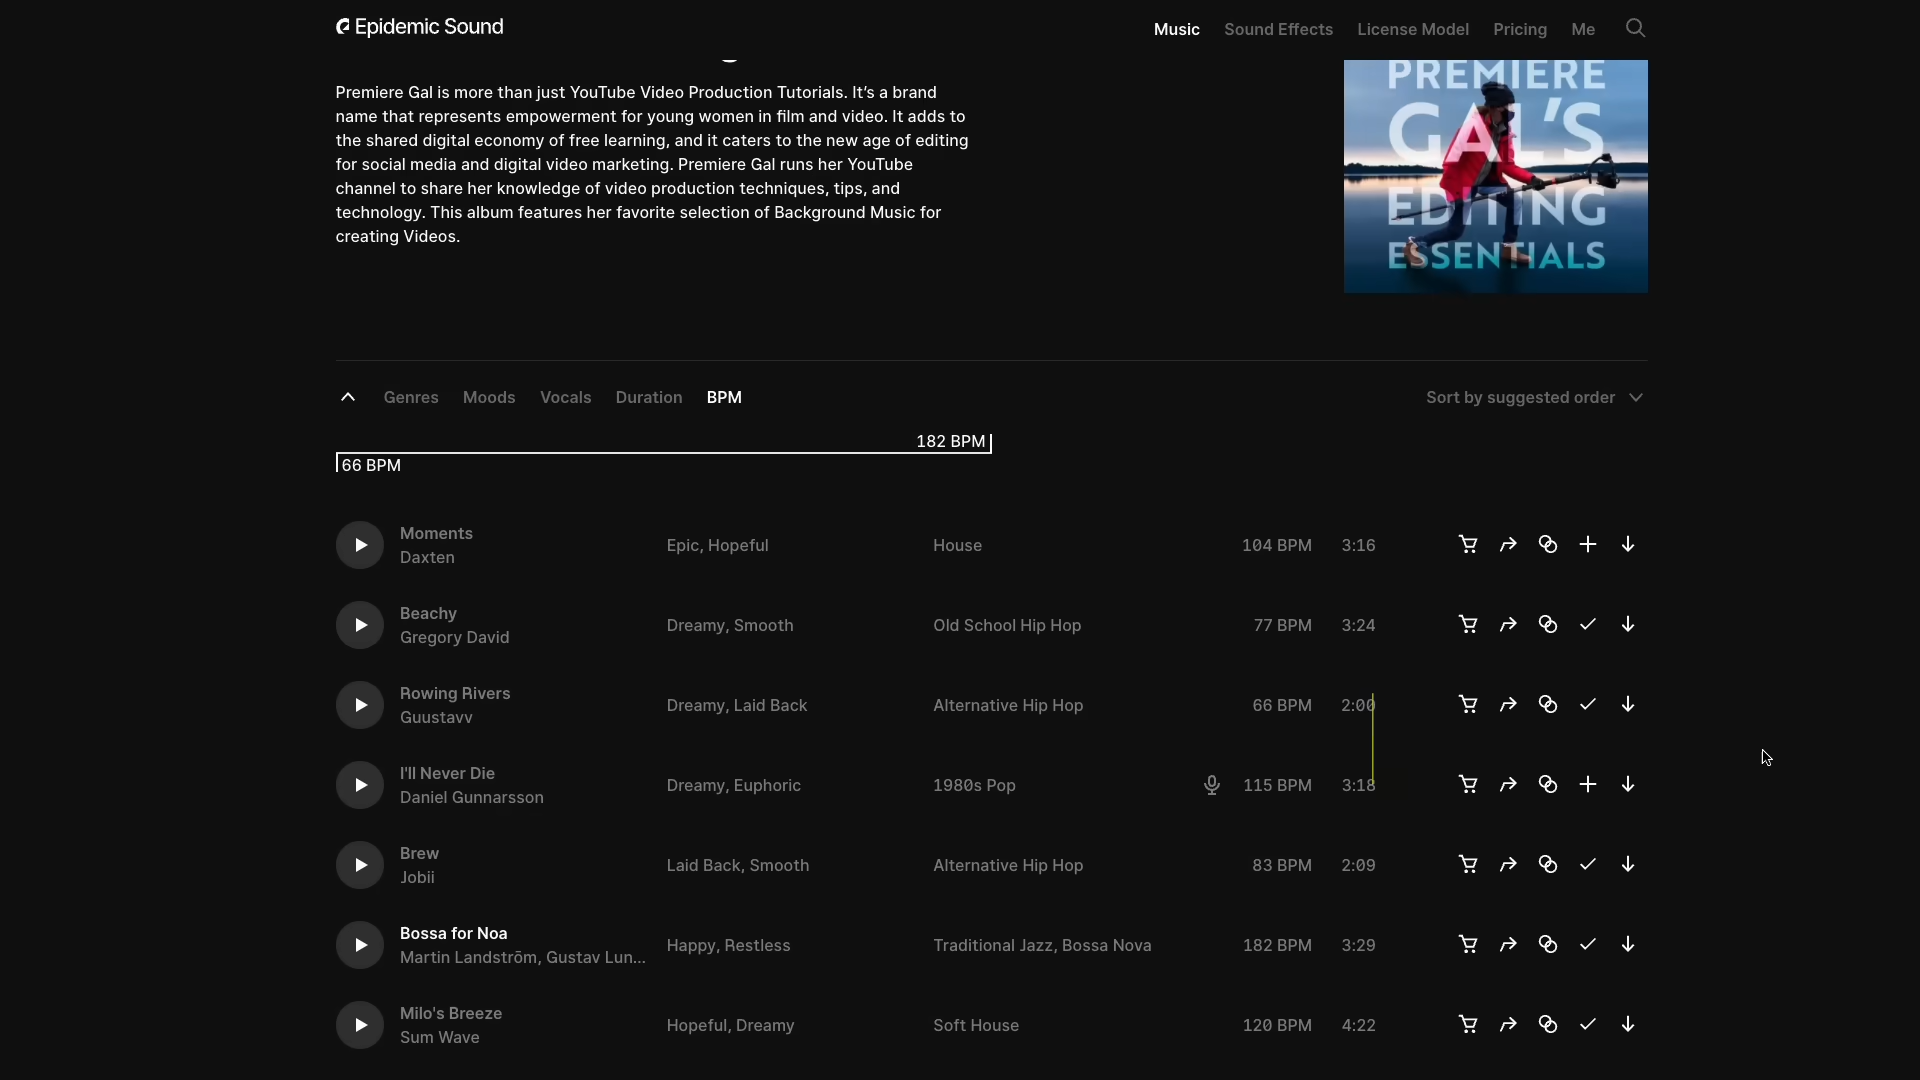 Epidemic Sound
Music Sound Effects License Model Pricing Me
Premiere Gal is more than just YouTube Video Production Tutorials. It’s a brand
name that represents empowerment for young women in film and video. It adds to
the shared digital economy of free learning, and it caters to the new age of editing
for social media and digital video marketing. Premiere Gal runs her YouTube
channel to share her knowledge of video production techniques, tips, and
technology. This album features her favorite selection of Background Music for
creating Videos.
PREMIERE
GAL'S
EDITING
ESSENTIALS
Genres Moods Vocals Duration BPM
Sort by suggested order
182 BPM
66 BPM
Moments
Daxten
Epic, Hopeful
House
104 BPM
3:16
Beachy
Gregory David
Dreamy, Smooth
Old School Hip Hop
77 BPM
3:24
Rowing Rivers
Guustavv
Dreamy, Laid Back
Alternative Hip Hop
66 BPM
2:00
I'll Never Die
Daniel Gunnarsson
Dreamy, Euphoric
1980s Pop
115 BPM
3:18
Brew
Jobii
Laid Back, Smooth
Alternative Hip Hop
83 BPM
2:09
Bossa for Noa
Martin Landström, Gustav Lun...
Happy, Restless
Traditional Jazz, Bossa Nova
182 BPM
3:29
Milo's Breeze
Sum Wave
Hopeful, Dreamy
Soft House
120 BPM
4:22